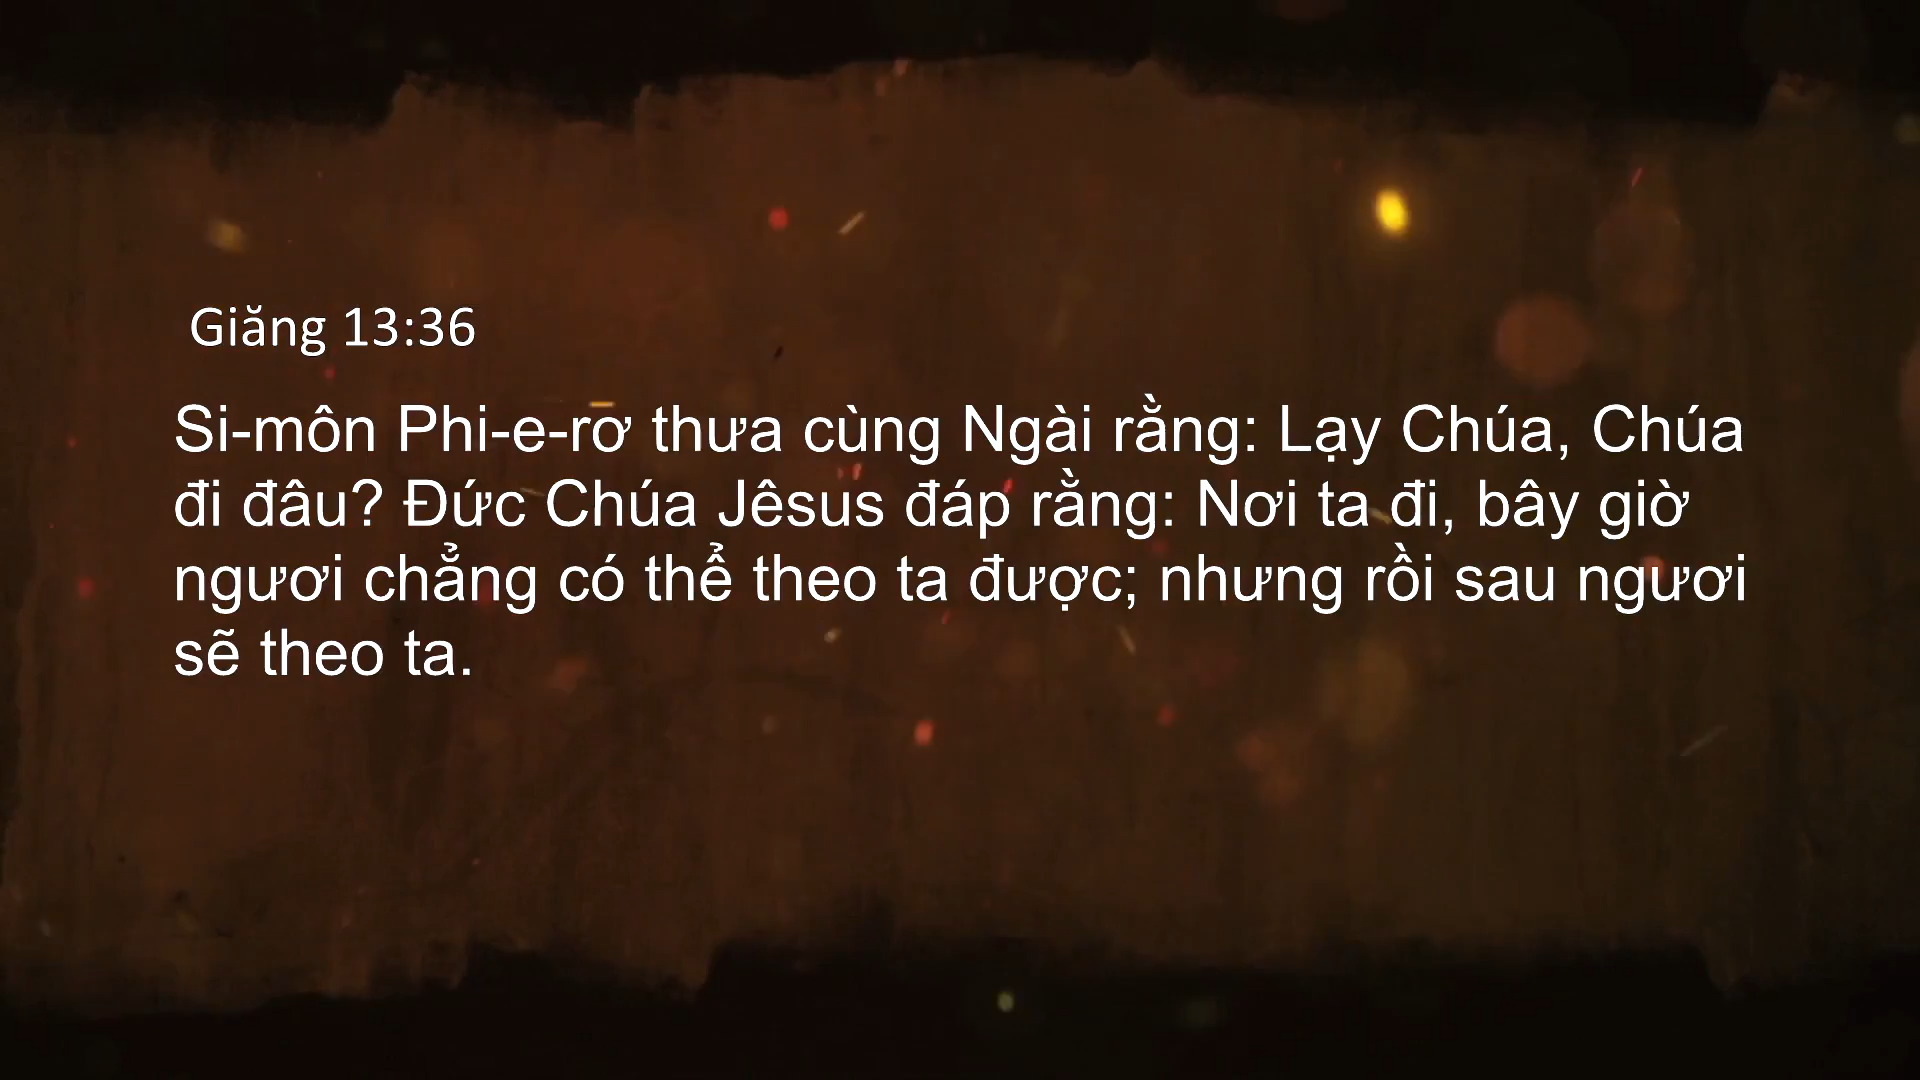 Giăng 13:36
Si-môn Phi-e-rơ thưa cùng Ngài rằng: Lạy Chúa, Chúa
đi đâu? Đức Chúa Jêsus đáp rằng: Nơi ta đi, bây giờ
ngươi chẳng có thể theo ta được; nhưng rồi sau ngươi
sẽ theo ta.